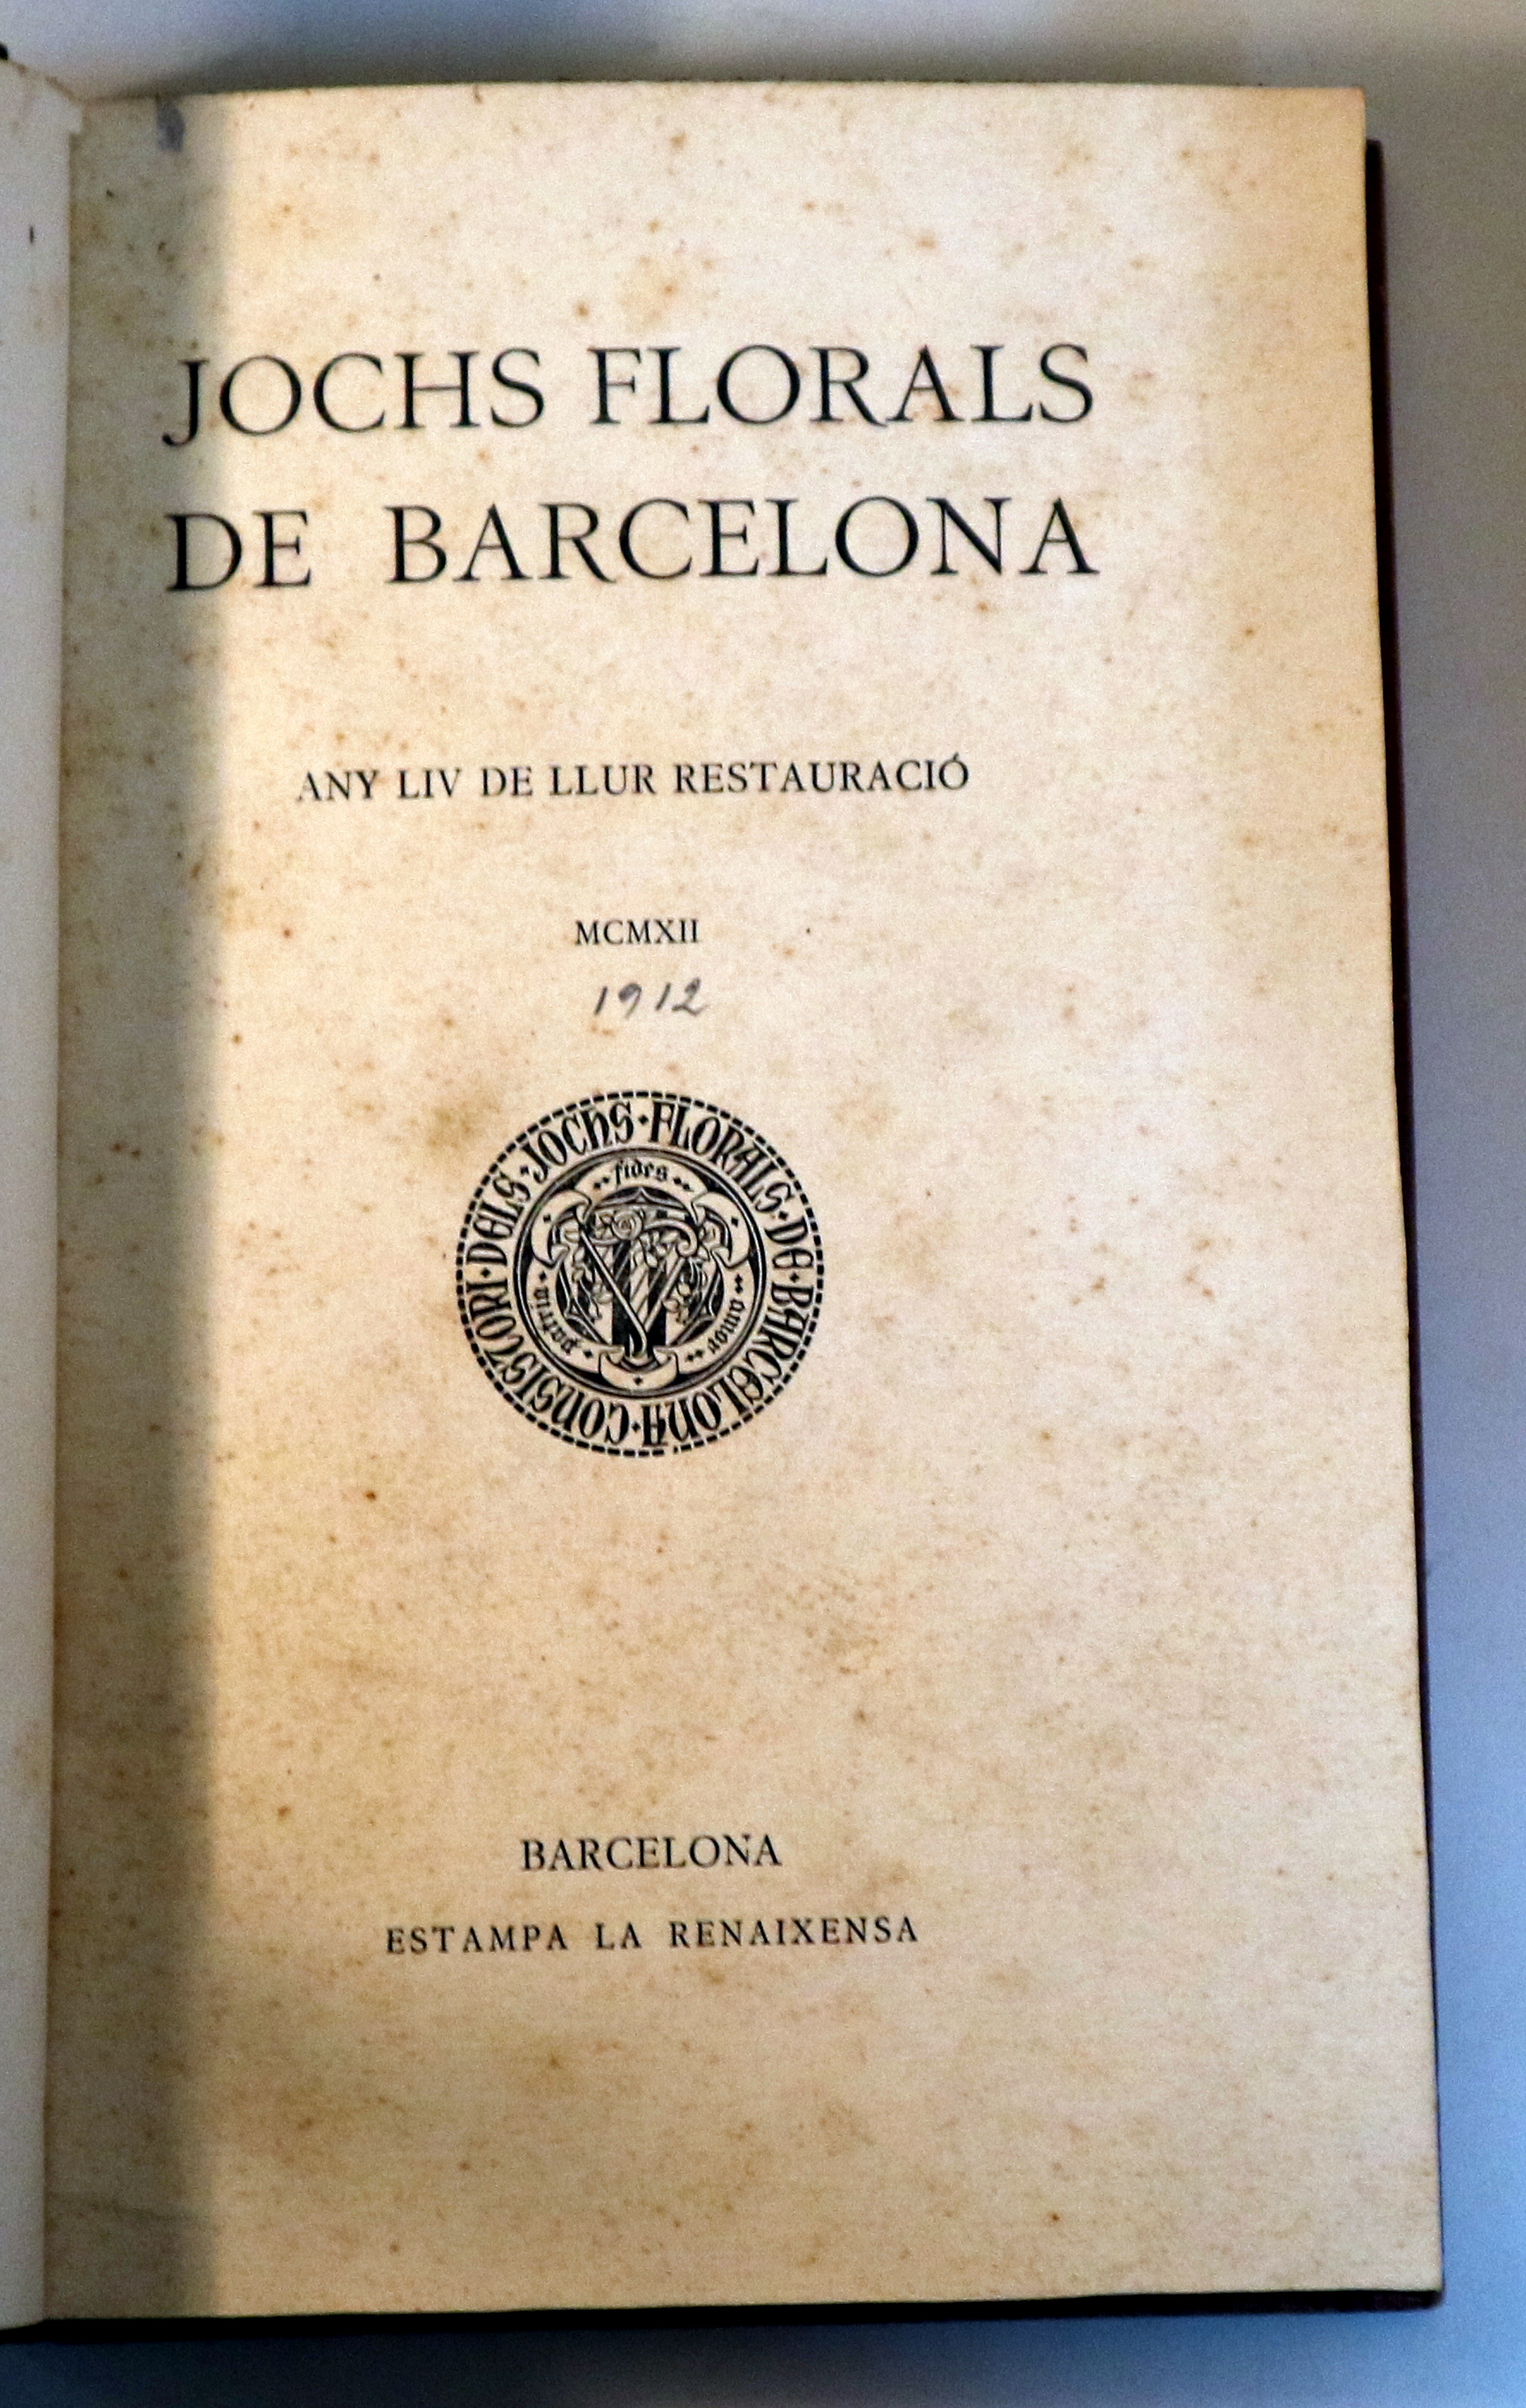 JOCHS FLORALS
DE BARCELONA
ANY LIV DE LLUR RESTAURACIÓ
MCMXII
1912
CONSISTORI · DELS · JOCHS · FLORALS · DE · BARCELONA ·
fides
amor
patria
BARCELONA
ESTAMPA LA RENAIXENSA